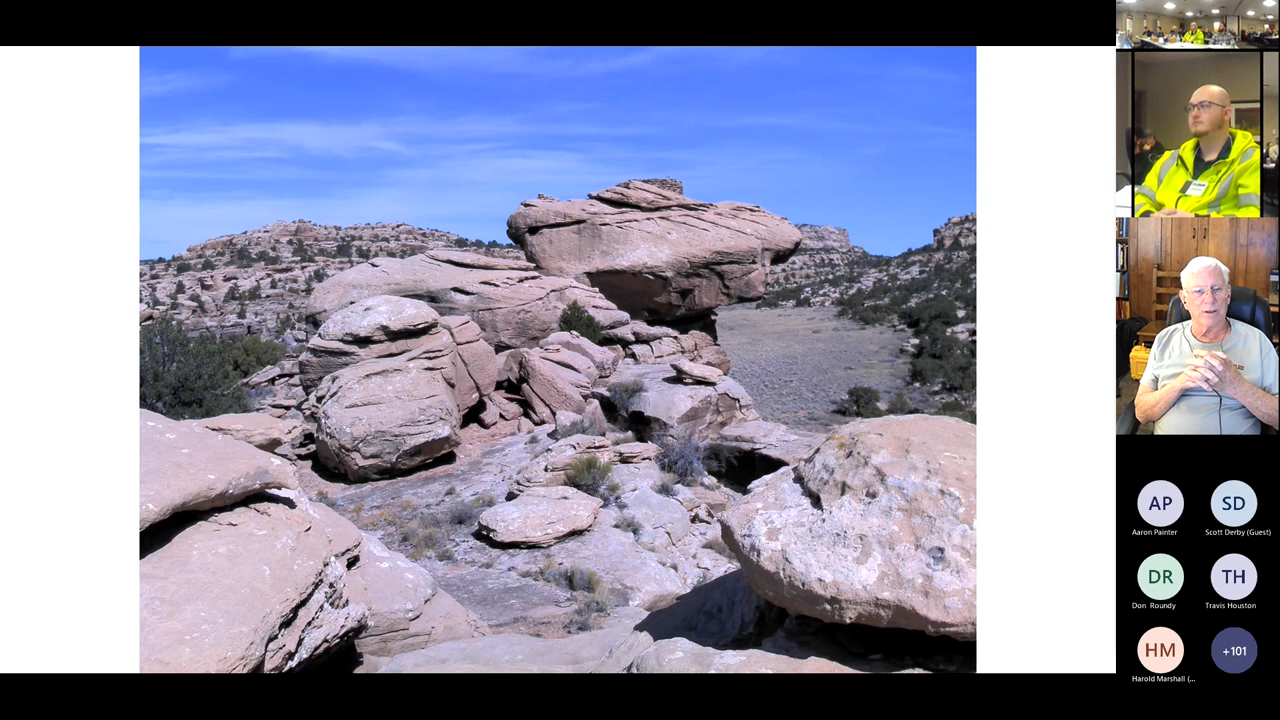 AP
SD
Aaron Painter
Scott Derby (Guest)
DR
TH
Don Roundy
Travis Houston
HM
+101
Harold Marshall (...